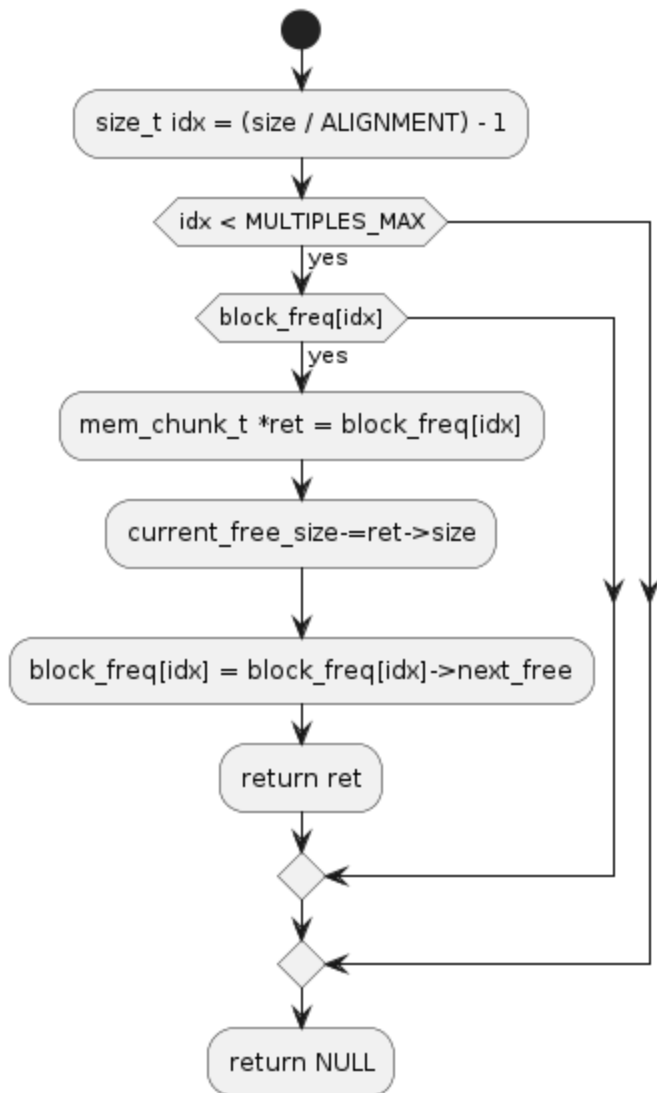 size_t idx = (size / ALIGNMENT) - 1
idx < MULTIPLES_MAX
yes
block_freq[idx]
yes
mem_chunk_t *ret = block_freq[idx]
current_free_size-=ret->size
block_freq[idx] = block_freq[idx]->next_free
return ret
return NULL